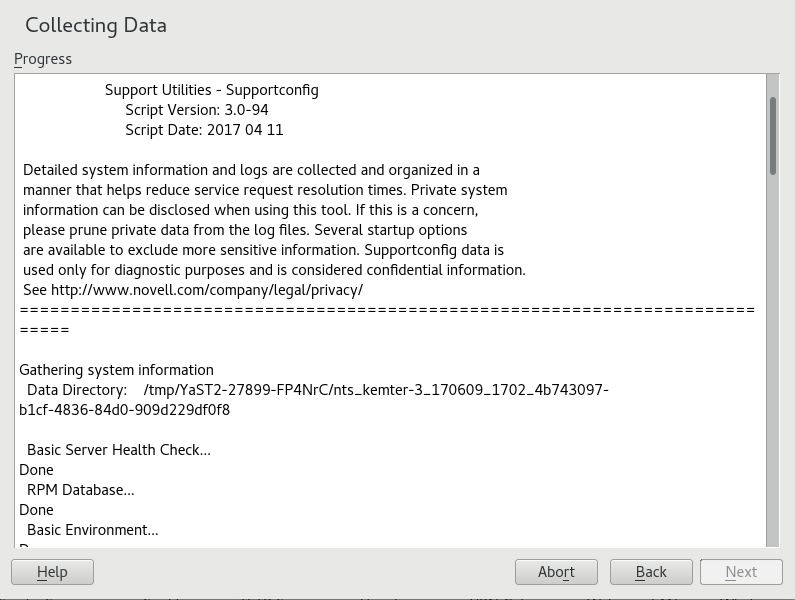 Collecting Data
Progress
Support Utilities - Supportconfig
Script Version: 3.0-94
Script Date: 2017 04 11
Detailed system information and logs are collected and organized in a
manner that helps reduce service request resolution times. Private system
information can be disclosed when using this tool. If this is a concern,
please prune private data from the log files. Several startup options
are available to exclude more sensitive information. Supportconfig data is
used only for diagnostic purposes and is considered confidential information.
See http://www.novell.com/company/legal/privacy/
=========================================================================
=====
Gathering system information
Data Directory: /tmp/YaST2-27899-FP4NrC/nts_kemter-3_170609_1702_4b743097-
b1cf-4836-84d0-909d229df0f8
Basic Server Health Check...
Done
RPM Database...
Done
Basic Environment...
Help
Abort
Back
Next